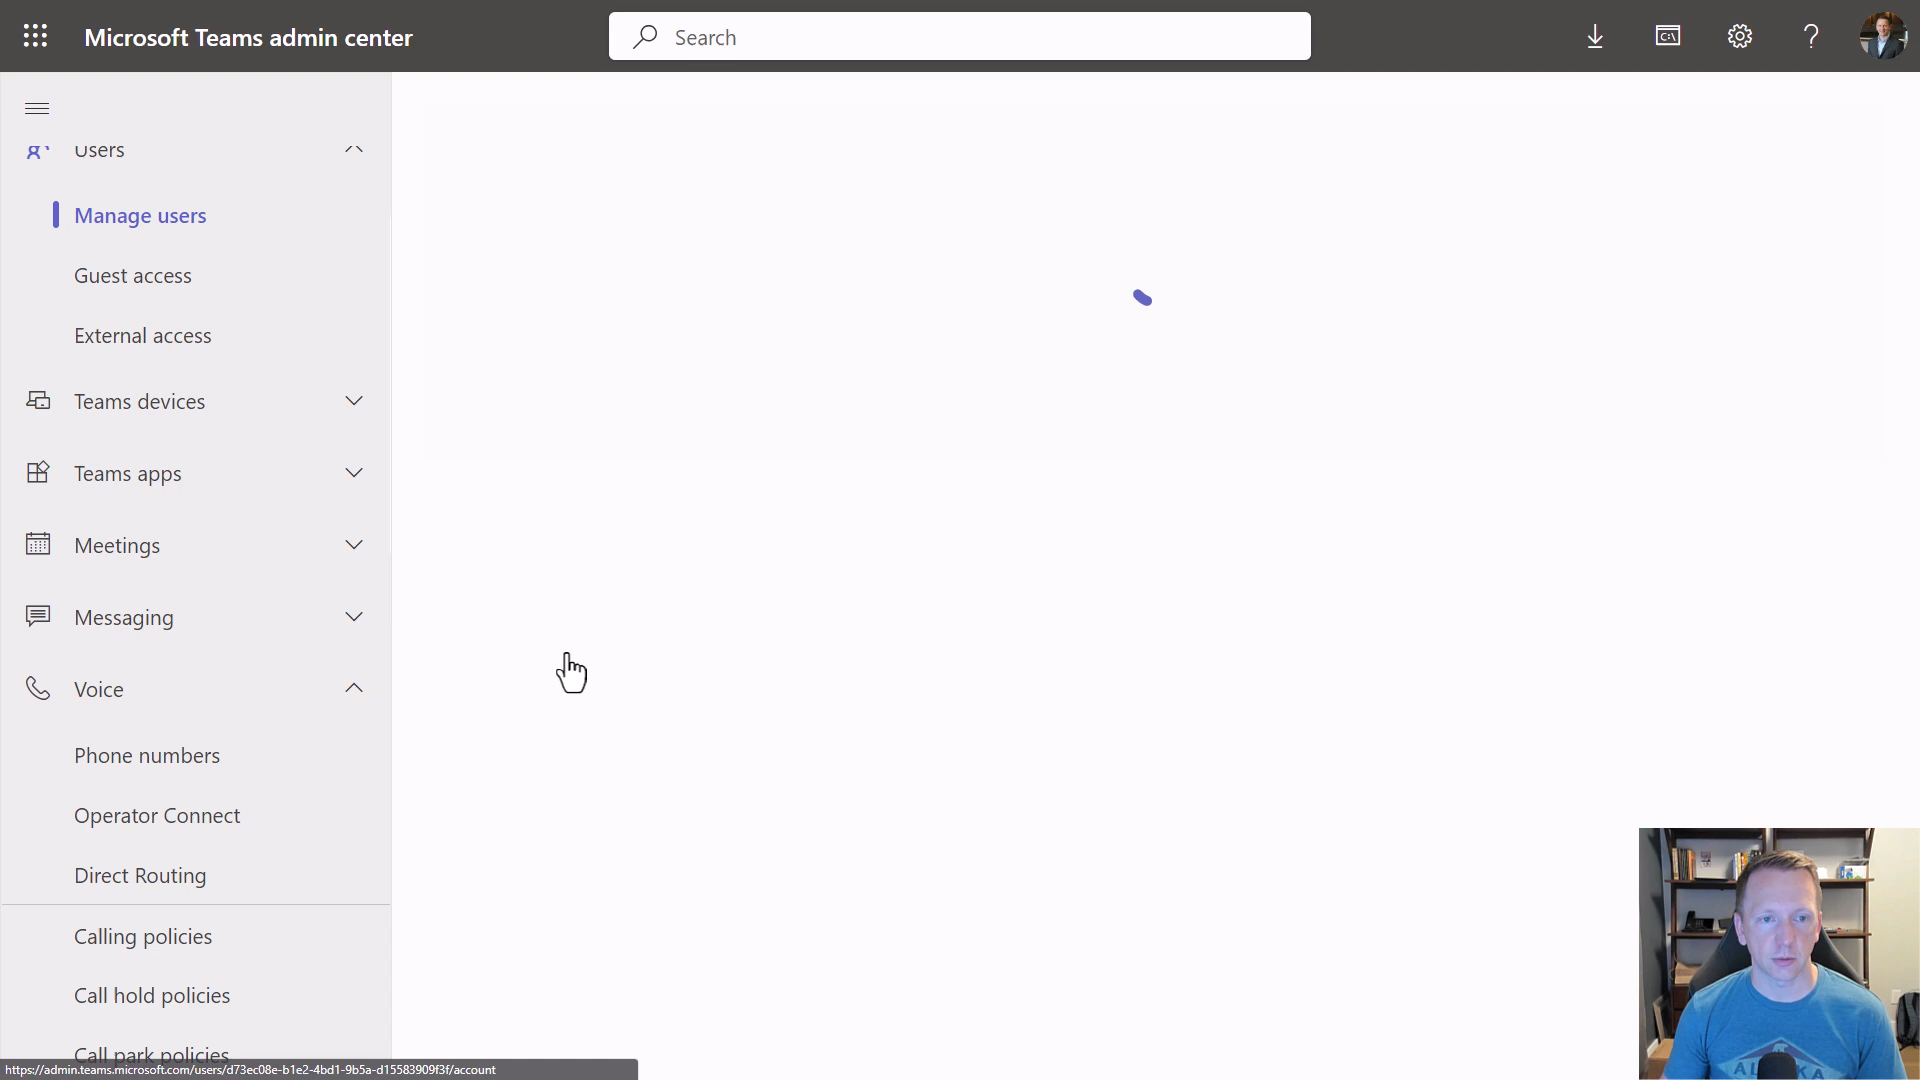 Microsoft Teams admin center
Search
C:\
Users
Manage users
Guest access
External access
Teams devices
Teams apps
Meetings
Messaging
Voice
Phone numbers
Operator Connect
Direct Routing
Calling policies
Call hold policies
Call park policies
https://admin.teams.microsoft.com/users/d73ec08e-b1e2-4bd1-9b5a-d15583909f3f/account